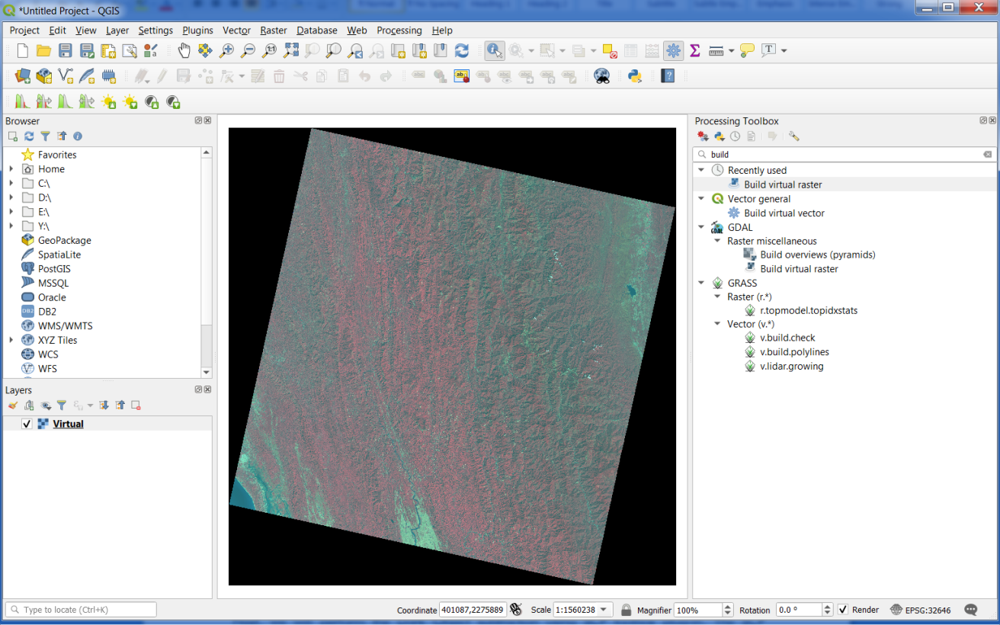 *Untitled Project - QGIS
Project Edit View Layer Settings Plugins Vector Raster Database Web Processing Help
Browser
Favorites
Home
C:\
D:\
E:\
Y:\
GeoPackage
SpatiaLite
PostGIS
MSSQL
Oracle
DB2
DB2
WMS/WMTS
XYZ Tiles
WCS
WFS
Layers
Virtual
Processing Toolbox
build
Recently used
Build virtual raster
Vector general
Build virtual vector
GDAL
GDAL
Raster miscellaneous
Build overviews (pyramids)
Build virtual raster
GRASS
Raster (r.*)
r.topmodel.topidxstats
Vector (v.*)
v.build.check
v.build.polylines
v.lidar.growing
Type to locate (Ctrl+K)
Coordinate 401087,2275889 Scale 1:1560238 Magnifier 100% Rotation 0.0 ° Render EPSG:32646